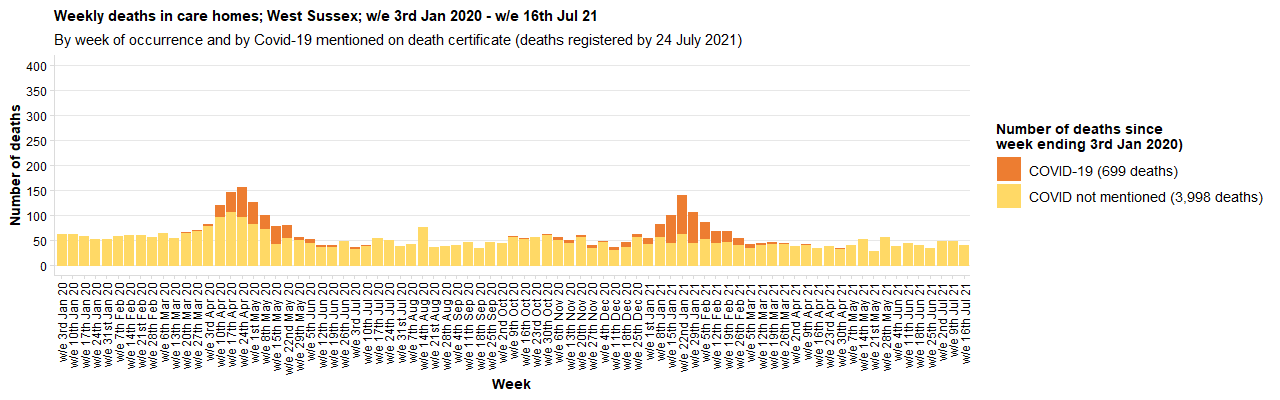 Weekly deaths in care homes; West Sussex; w/e 3rd Jan 2020 - w/e 16th Jul 21
By week of occurrence and by Covid-19 mentioned on death certificate (deaths registered by 24 July 2021)
400
350
300
250
200
150
100
50
0
Number of deaths
w/e 3rd Jan 20
w/e 10th Jan 20
w/e 17th Jan 20
w/e 24th Jan 20
w/e 31st Jan 20
w/e 7th Feb 20
w/e 14th Feb 20
w/e 21st Feb 20
w/e 28th Feb 20
w/e 6th Mar 20
w/e 13th Mar 20
w/e 20th Mar 20
w/e 27th Mar 20
w/e 3rd Apr 20
w/e 10th Apr 20
w/e 17th Apr 20
w/e 24th Apr 20
w/e 1st May 20
w/e 8th May 20
w/e 15th May 20
w/e 22nd May 20
w/e 29th May 20
w/e 5th Jun 20
w/e 12th Jun 20
w/e 19th Jun 20
w/e 26th Jun 20
w/e 3rd Jul 20
w/e 10th Jul 20
w/e 17th Jul 20
w/e 24th Jul 20
w/e 31st Jul 20
w/e 7th Aug 20
w/e 14th Aug 20
w/e 21st Aug 20
w/e 28th Aug 20
w/e 4th Sep 20
w/e 11th Sep 20
w/e 18th Sep 20
w/e 25th Sep 20
w/e 2nd Oct 20
w/e 9th Oct 20
w/e 16th Oct 20
w/e 23rd Oct 20
w/e 30th Oct 20
w/e 6th Nov 20
w/e 13th Nov 20
w/e 20th Nov 20
w/e 27th Nov 20
w/e 4th Dec 20
w/e 11th Dec 20
w/e 18th Dec 20
w/e 25th Dec 20
w/e 1st Jan 21
w/e 8th Jan 21
w/e 15th Jan 21
w/e 22nd Jan 21
w/e 29th Jan 21
w/e 5th Feb 21
w/e 12th Feb 21
w/e 19th Feb 21
w/e 26th Feb 21
w/e 5th Mar 21
w/e 12th Mar 21
w/e 19th Mar 21
w/e 26th Mar 21
w/e 2nd Apr 21
w/e 9th Apr 21
w/e 16th Apr 21
w/e 23rd Apr 21
w/e 30th Apr 21
w/e 7th May 21
w/e 14th May 21
w/e 21st May 21
w/e 28th May 21
w/e 4th Jun 21
w/e 11th Jun 21
w/e 18th Jun 21
w/e 25th Jun 21
w/e 2nd Jul 21
w/e 9th Jul 21
w/e 16th Jul 21
Week
Number of deaths since
week ending 3rd Jan 2020)
COVID-19 (699 deaths)
COVID not mentioned (3,998 deaths)